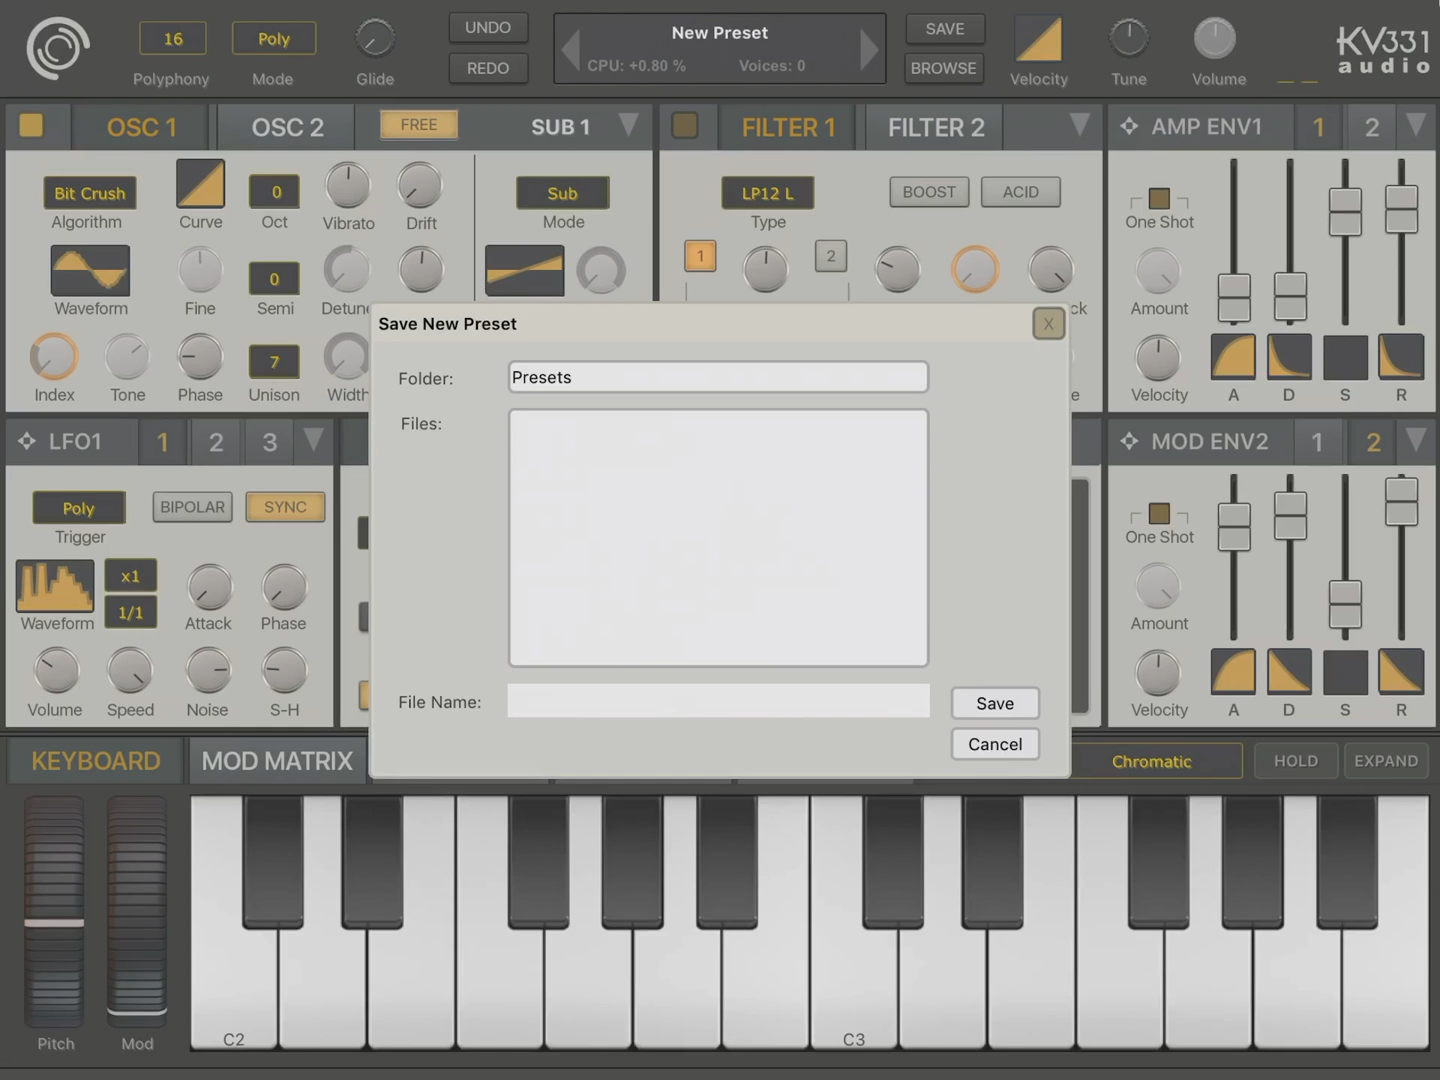 16
Polyphony
Poly
Mode
Glide
UNDO
REDO
New Preset
CPU: +0.80 %
Voices: 0
SAVE
BROWSE
Velocity
Tune
Volume
KV331
audio
OSC 1
OSC 2
FREE
SUB 1
FILTER 1
FILTER 2
AMP ENV1
1
2
Bit Crush
Algorithm
Curve
0
Oct
Vibrato
Drift
Sub
Mode
LP12 L
Type
BOOST
ACID
One Shot
Waveform
Fine
0
Semi
Detune
1
2
Amount
Index
Tone
Phase
7
Unison
Width
Velocity
A
D
S
R
Save New Preset
X
Folder:
Presets
Files:
File Name:
Save
Cancel
LFO1
1
2
3
MOD ENV2
1
2
Poly
Trigger
BIPOLAR
SYNC
One Shot
Waveform
x1
1/1
Attack
Phase
Amount
Volume
Speed
Noise
S-H
Velocity
A
D
S
R
KEYBOARD
MOD MATRIX
Chromatic
HOLD
EXPAND
Pitch
Mod
C2
C3